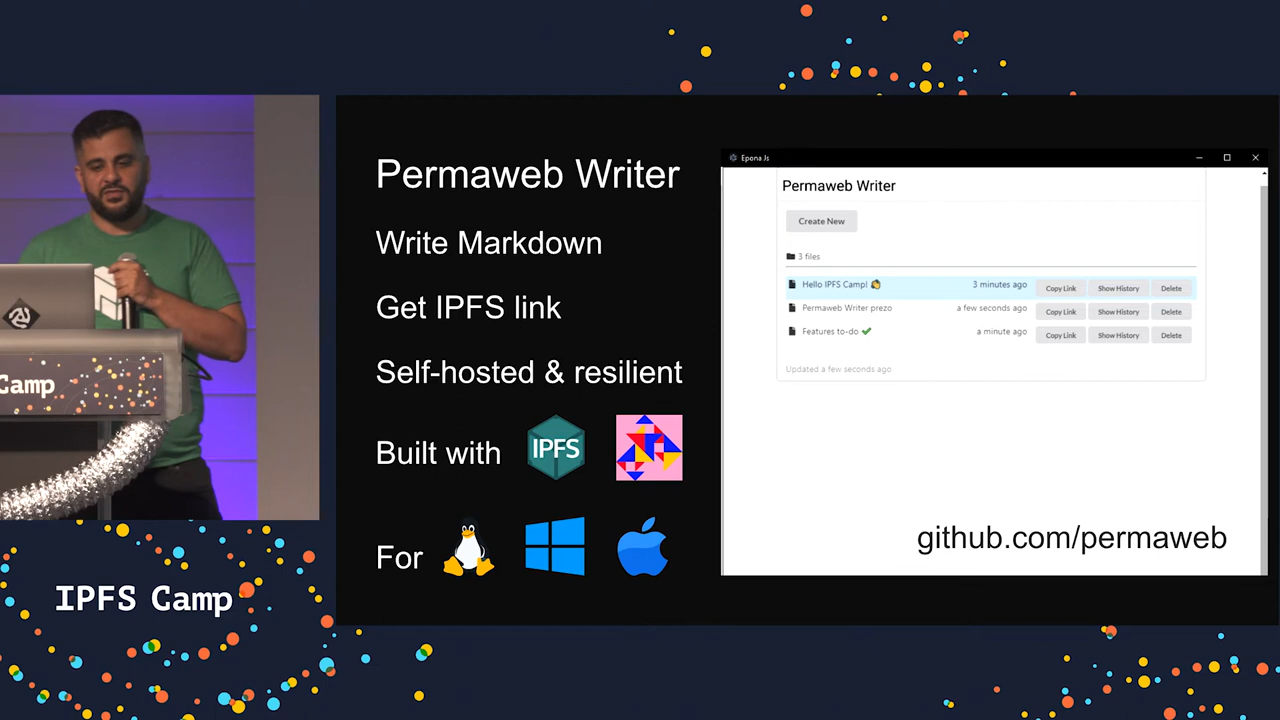 Permaweb Writer
Write Markdown
Get IPFS link
Self-hosted & resilient
Built with IPFS
For
Epona Js
Permaweb Writer
Create New
3 files
Hello IPFS Camp! 3 minutes ago Copy Link Show History Delete
Permaweb Writer prezo a few seconds ago Copy Link Show History Delete
Features to-do a minute ago Copy Link Show History Delete
Updated a few seconds ago
github.com/permaweb
Camp
IPFS Camp